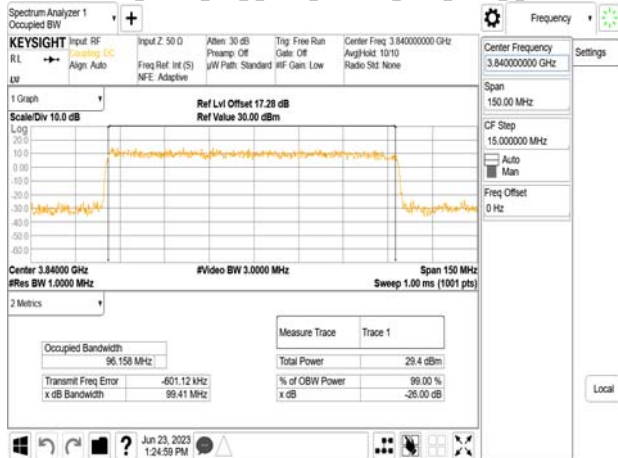 Spectrum Analyzer 1
Occupied BW
Frequency
KEYSIGHT
Input: RF
Coupling: DC
Align: Auto
RL
LXI
Input Z: 50 Ω
Freq Ref: Int (S)
NFE: Adaptive
Atten: 30 dB
Preamp: Off
µW Path: Standard
Trig: Free Run
Gate: Off
#IF Gain: Low
Center Freq: 3.840000000 GHz
Avg|Hold: 10/10
Radio Std: None
Center Frequency
3.840000000 GHz
Settings
Span
150.00 MHz
CF Step
15.000000 MHz
Auto
Man
Freq Offset
0 Hz
Local
1 Graph
Scale/Div 10.0 dB
Ref Lvl Offset 17.28 dB
Ref Value 30.00 dBm
Log
20.0
10.0
0.00
-10.0
-20.0
-30.0
-40.0
-50.0
-60.0
Center 3.84000 GHz
#Video BW 3.0000 MHz
Span 150 MHz
#Res BW 1.0000 MHz
Sweep 1.00 ms (1001 pts)
2 Metrics
Measure Trace Trace 1
Occupied Bandwidth
96.158 MHz
Total Power 29.4 dBm
Transmit Freq Error -601.12 kHz
% of OBW Power 99.00 %
x dB Bandwidth 99.41 MHz
x dB -26.00 dB
?
Jun 23, 2023
1:24:59 PM